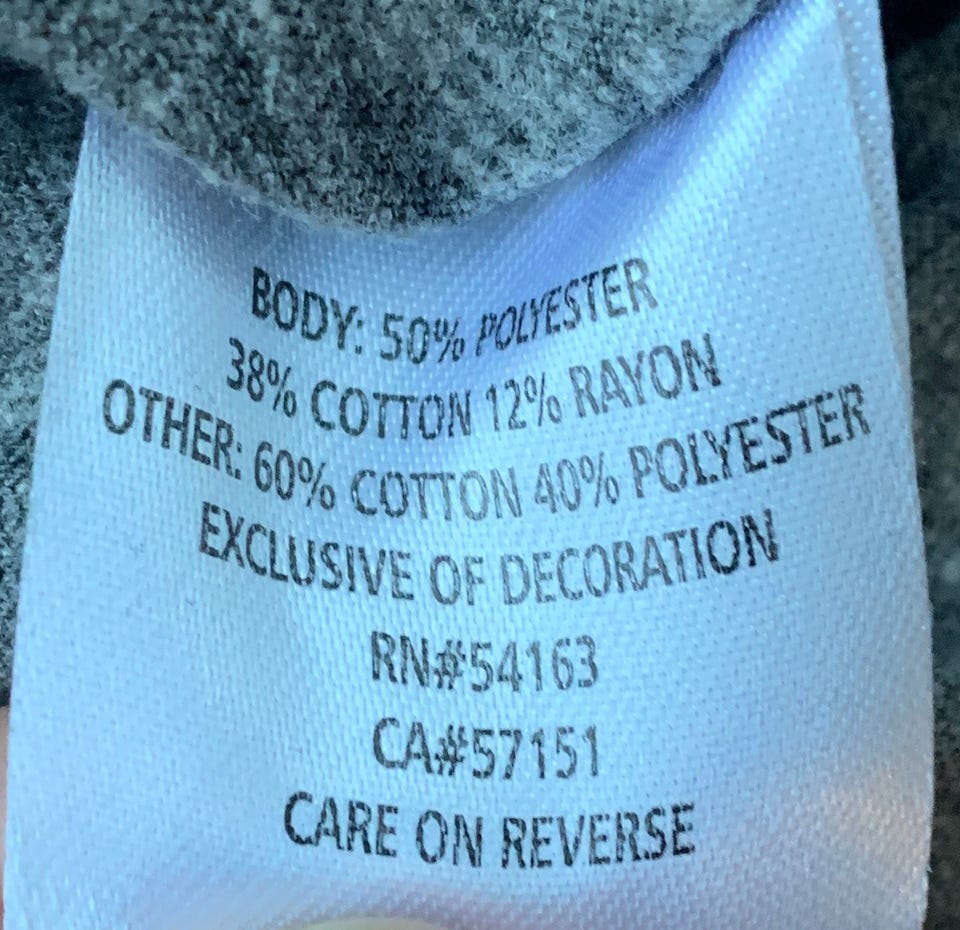 BODY: 50% POLYESTER
38% COTTON 12% RAYON
OTHER: 60% COTTON 40% POLYESTER
EXCLUSIVE OF DECORATION
RN#54163
CA#57151
CARE ON REVERSE